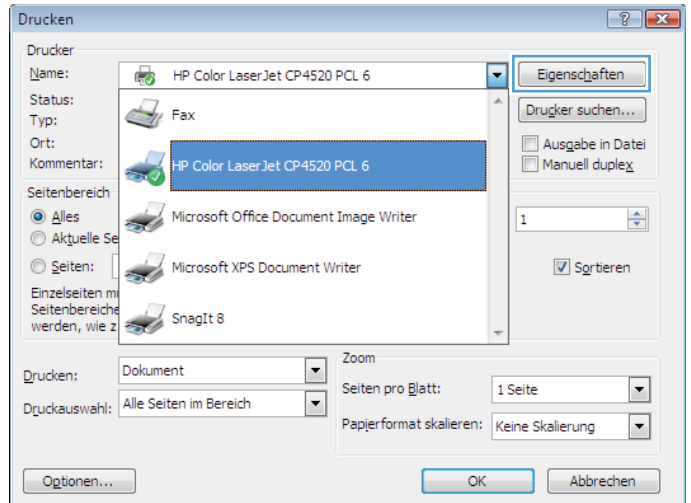 Drucken
Drucker
Name:
HP Color LaserJet CP4520 PCL 6
Eigenschaften
Status:
Fax
Drucker suchen...
Typ:
Ort:
Ausgabe in Datei
Kommentar:
HP Color LaserJet CP4520 PCL 6
Manuell duplex
Seitenbereich
Alles
Microsoft Office Document Image Writer
1
Aktuelle Se
Seiten:
Microsoft XPS Document Writer
Sortieren
Einzelseiten m
Seitenbereiche
werden, wie z
SnagIt 8
Drucken:
Dokument
Zoom
Seiten pro Blatt:
1 Seite
Druckauswahl:
Alle Seiten im Bereich
Papierformat skalieren:
Keine Skalierung
Optionen...
OK
Abbrechen